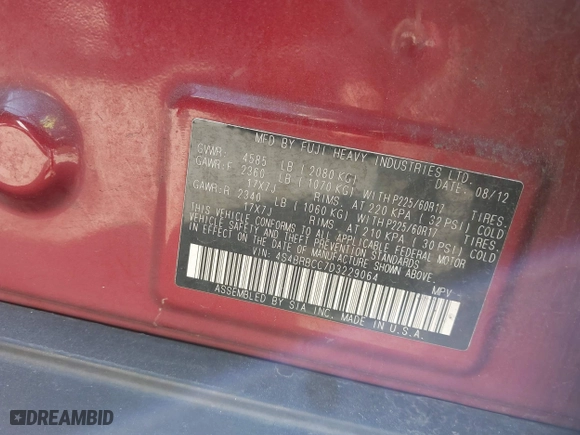 MFD BY FUJI HEAVY INDUSTRIES LTD.
DATE: 08/12
GVWR: 4585 LB (2080 KG)
GAWR:F 2360 LB (1070 KG) WITH P225/60R17 TIRES.
17X7J RIMS. AT 220 KPA (32 PSI) COLD
GAWR:R 2340 LB (1060 KG) WITH P225/60R17 TIRES.
17X7J RIMS. AT 210 KPA (30 PSI) COLD
THIS VEHICLE CONFORMS TO ALL APPLICABLE FEDERAL MOTOR
VEHICLE SAFETY AND THEFT PREVENTION STANDARDS
IN EFFECT ON THE DATE OF MANUFACTURE SHOWN ABOVE.
VIN: 4S4BRBCC7D3229064 MPV
ASSEMBLED BY SIA INC. MADE IN U.S.A.
DREAMBID